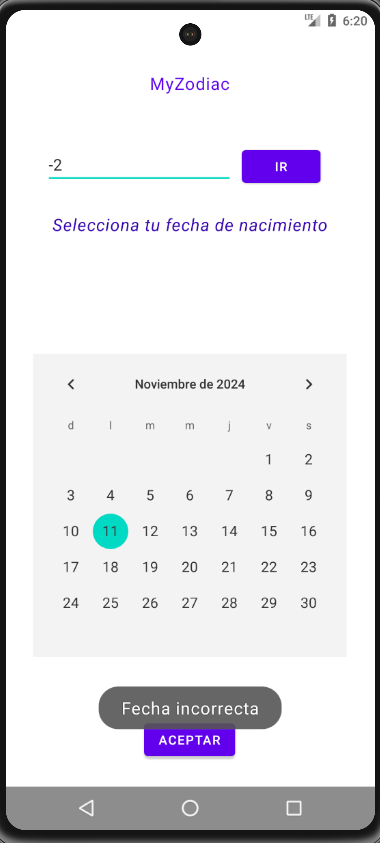 LTE 6:20
MyZodiac
-2 IR
Selecciona tu fecha de nacimiento
Noviembre de 2024
d l m m j v s
1 2
3 4 5 6 7 8 9
10 11 12 13 14 15 16
17 18 19 20 21 22 23
24 25 26 27 28 29 30
Fecha incorrecta
ACEPTAR